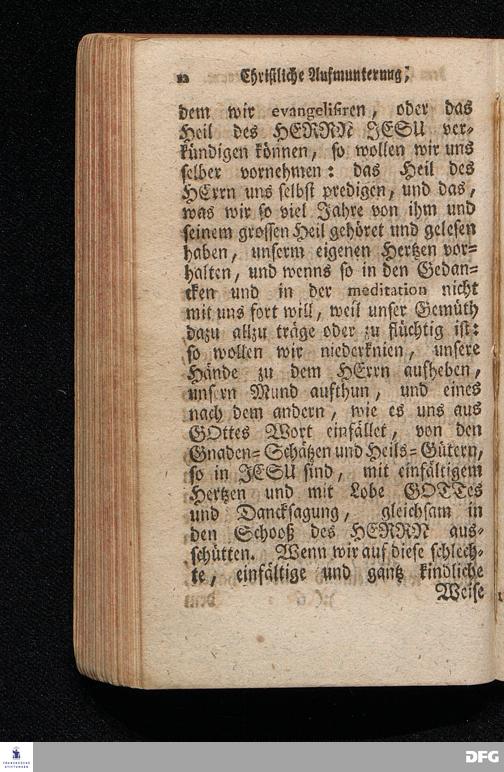 12 Christliche Aufmunterung,
dem wir evangelisiren, oder das
Heil des HERRN JESU ver-
kündigen können, so wollen wir uns
selber vornehmen: das Heil des
HErrn uns selbst predigen, und das,
was wir so viel Jahre von ihm und
seinem grossen Heil gehöret und gelesen
haben, unserm eigenen Hertzen vor-
halten, und wenns so in den Gedan-
cken und in der meditation nicht
mit uns fort will, weil unser Gemüth
dazu allzu träge oder zu flüchtig ist:
so wollen wir niederknien, unsere
Hände zu dem HErrn aufheben,
unsern Mund aufthun, und eines
nach dem andern, wie es uns aus
GOttes Wort einfället, von den
Gnaden-Schätzen und Heils-Gütern,
so in JESU sind, mit einfältigem
Hertzen und mit Lobe GOTTes
und Dancksagung, gleichsam in
den Schooß des HERRN aus-
schütten. Wenn wir auf diese schlech-
te, einfältige und gantz kindliche
Weise
FRANCKESCHE
STIFTUNGEN
DFG